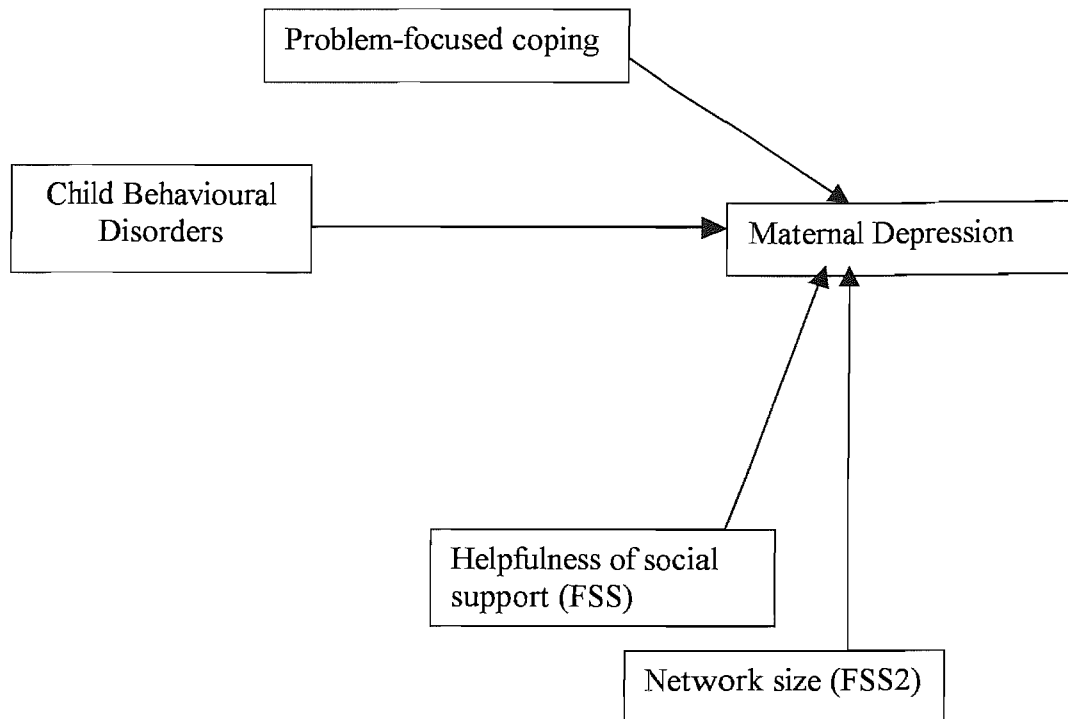 Problem-focused coping
Child Behavioural
Disorders
Maternal Depression
Helpfulness of social
support (FSS)
Network size (FSS2)